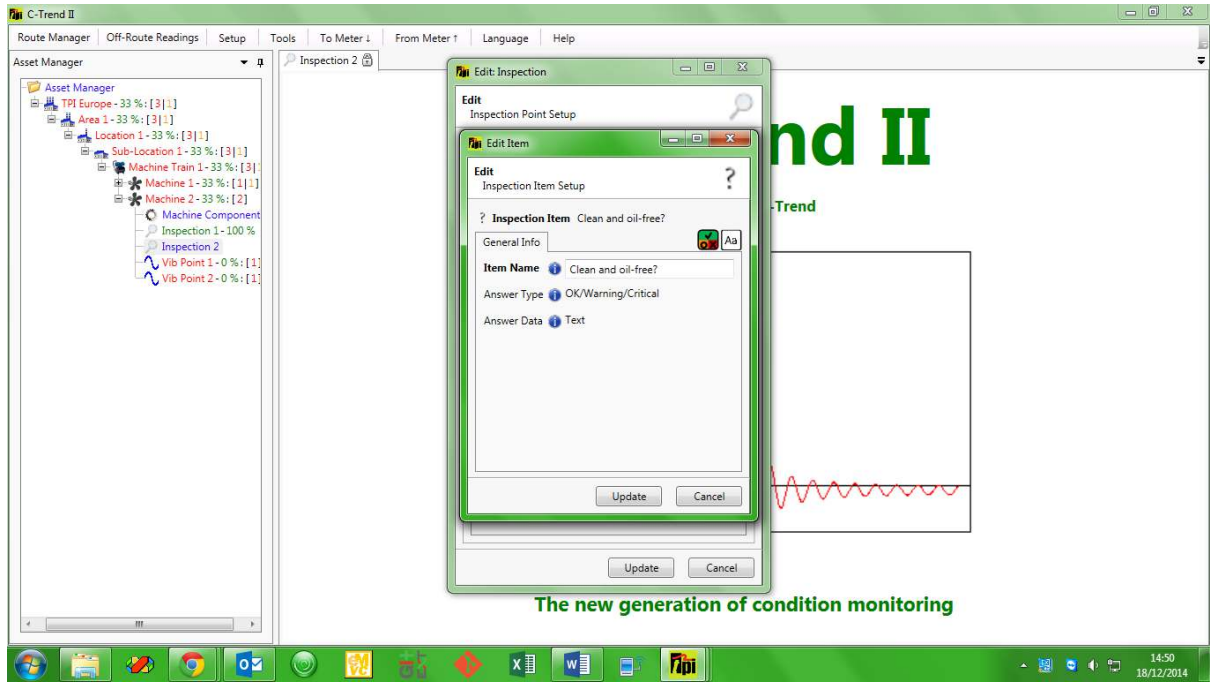 C-Trend II
Route Manager Off-Route Readings Setup Tools To Meter ↓ From Meter ↑ Language Help
Asset Manager
Inspection 2
Asset Manager
TPI Europe - 33 %: [3|1]
Area 1 - 33 %: [3|1]
Location 1 - 33 %: [3|1]
Sub-Location 1 - 33 %: [3|1]
Machine Train 1 - 33 %: [3|
Machine 1 - 33 %: [1|1]
Machine 2 - 33 %: [2]
Machine Component
Inspection 1 - 100 %
Inspection 2
Vib Point 1 - 0 %: [1]
Vib Point 2 - 0 %: [1]
Edit: Inspection
Edit
Inspection Point Setup
nd II
-Trend
Edit Item
Edit
Inspection Item Setup
?
? Inspection Item Clean and oil-free?
General Info
Aa
Item Name Clean and oil-free?
Answer Type OK/Warning/Critical
Answer Data Text
Update Cancel
Update Cancel
The new generation of condition monitoring
14:50
18/12/2014